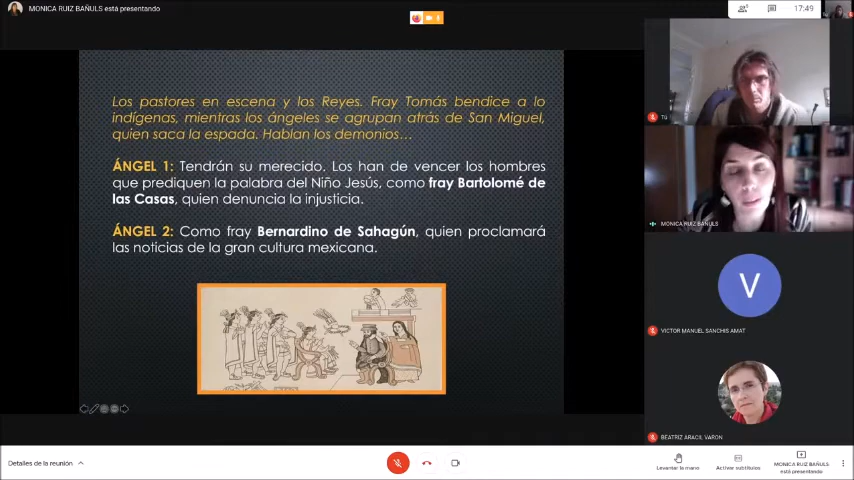 MONICA RUIZ BAÑULS está presentando
17:49
Los pastores en escena y los Reyes. Fray Tomás bendice a lo
indígenas, mientras los ángeles se agrupan atrás de San Miguel,
quien saca la espada. Hablan los demonios...
ÁNGEL 1: Tendrán su merecido. Los han de vencer los hombres
que prediquen la palabra del Niño Jesús, como fray Bartolomé de
las Casas, quien denuncia la injusticia.
ÁNGEL 2: Como fray Bernardino de Sahagún, quien proclamará
las noticias de la gran cultura mexicana.
Tú
MONICA RUIZ BAÑULS
V
VICTOR MANUEL SANCHIS AMAT
BEATRIZ ARACIL VARON
Detalles de la reunión
Levantar la mano
Activar subtítulos
MONICA RUIZ BAÑULS
está presentando